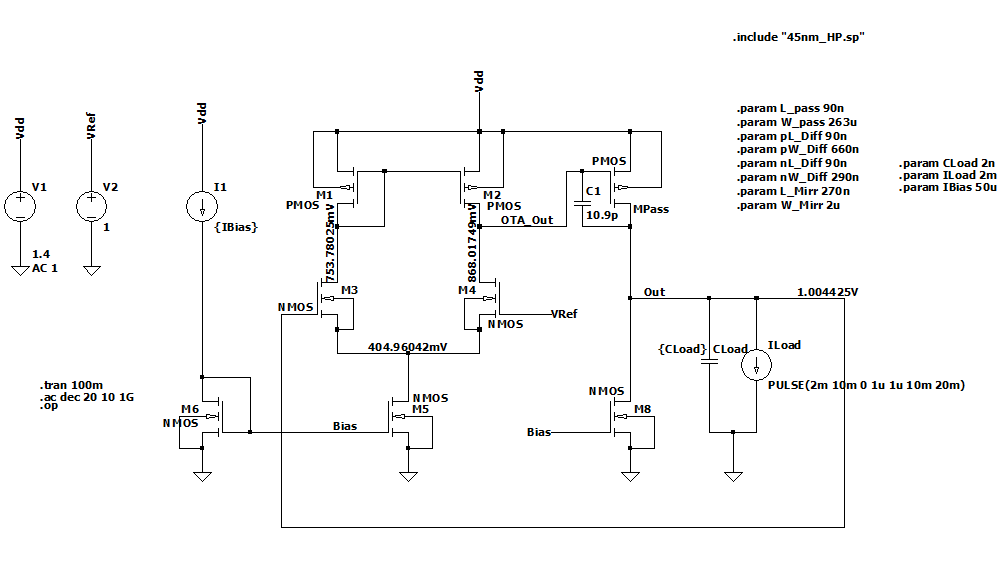 .include "45nm_HP.sp"
Vdd
Vdd
VRef
Vdd
.param L_pass 90n
.param W_pass 263u
.param pL_Diff 90n
.param pW_Diff 660n
.param nL_Diff 90n
.param nW_Diff 290n
.param L_Mirr 270n
.param W_Mirr 2u
.param CLoad 2n
.param ILoad 2m
.param IBias 50u
V1
1.4
AC 1
V2
1
I1
{IBias}
M1
PMOS
M2
PMOS
PMOS
MPass
C1
10.9p
OTA_Out
753.78025mV
868.01749mV
M3
NMOS
M4
NMOS
VRef
404.96042mV
Out
1.004425V
{CLoad}
CLoad
ILoad
PULSE(2m 10m 0 1u 1u 10m 20m)
.tran 100m
.ac dec 20 10 1G
.op
M6
NMOS
Bias
NMOS
M5
NMOS
M8
Bias